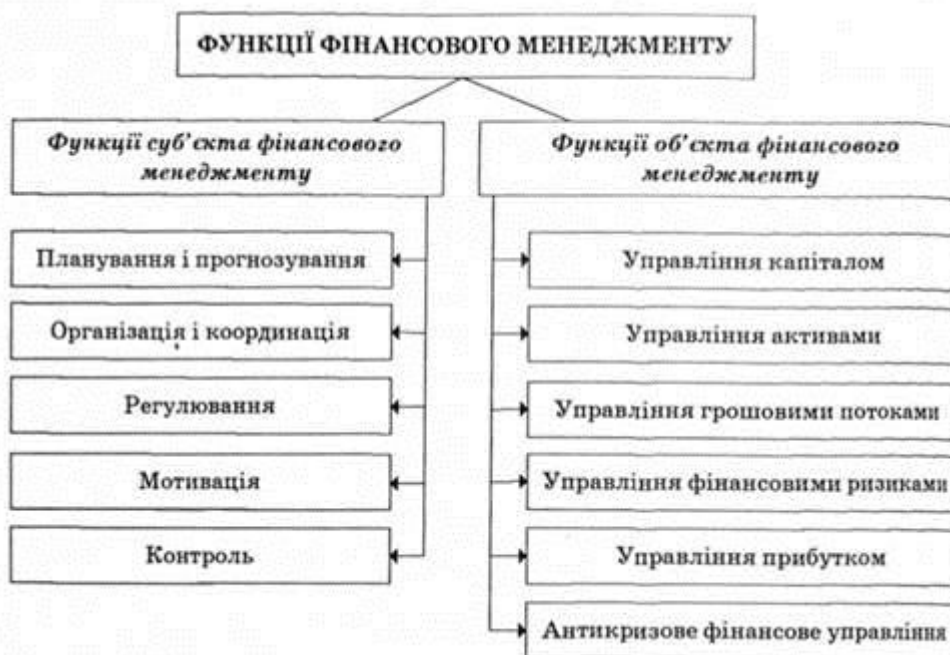 ФУНКЦІЇ ФІНАНСОВОГО МЕНЕДЖМЕНТУ
Функції суб'єкта фінансового
менеджменту
Планування і прогнозування
Організація і координація
Регулювання
Мотивація
Контроль
Функції об'єкта фінансового
менеджменту
Управління капіталом
Управління активами
Управління грошовими потоками
Управління фінансовими ризиками
Управління прибутком
Антикризове фінансове управління